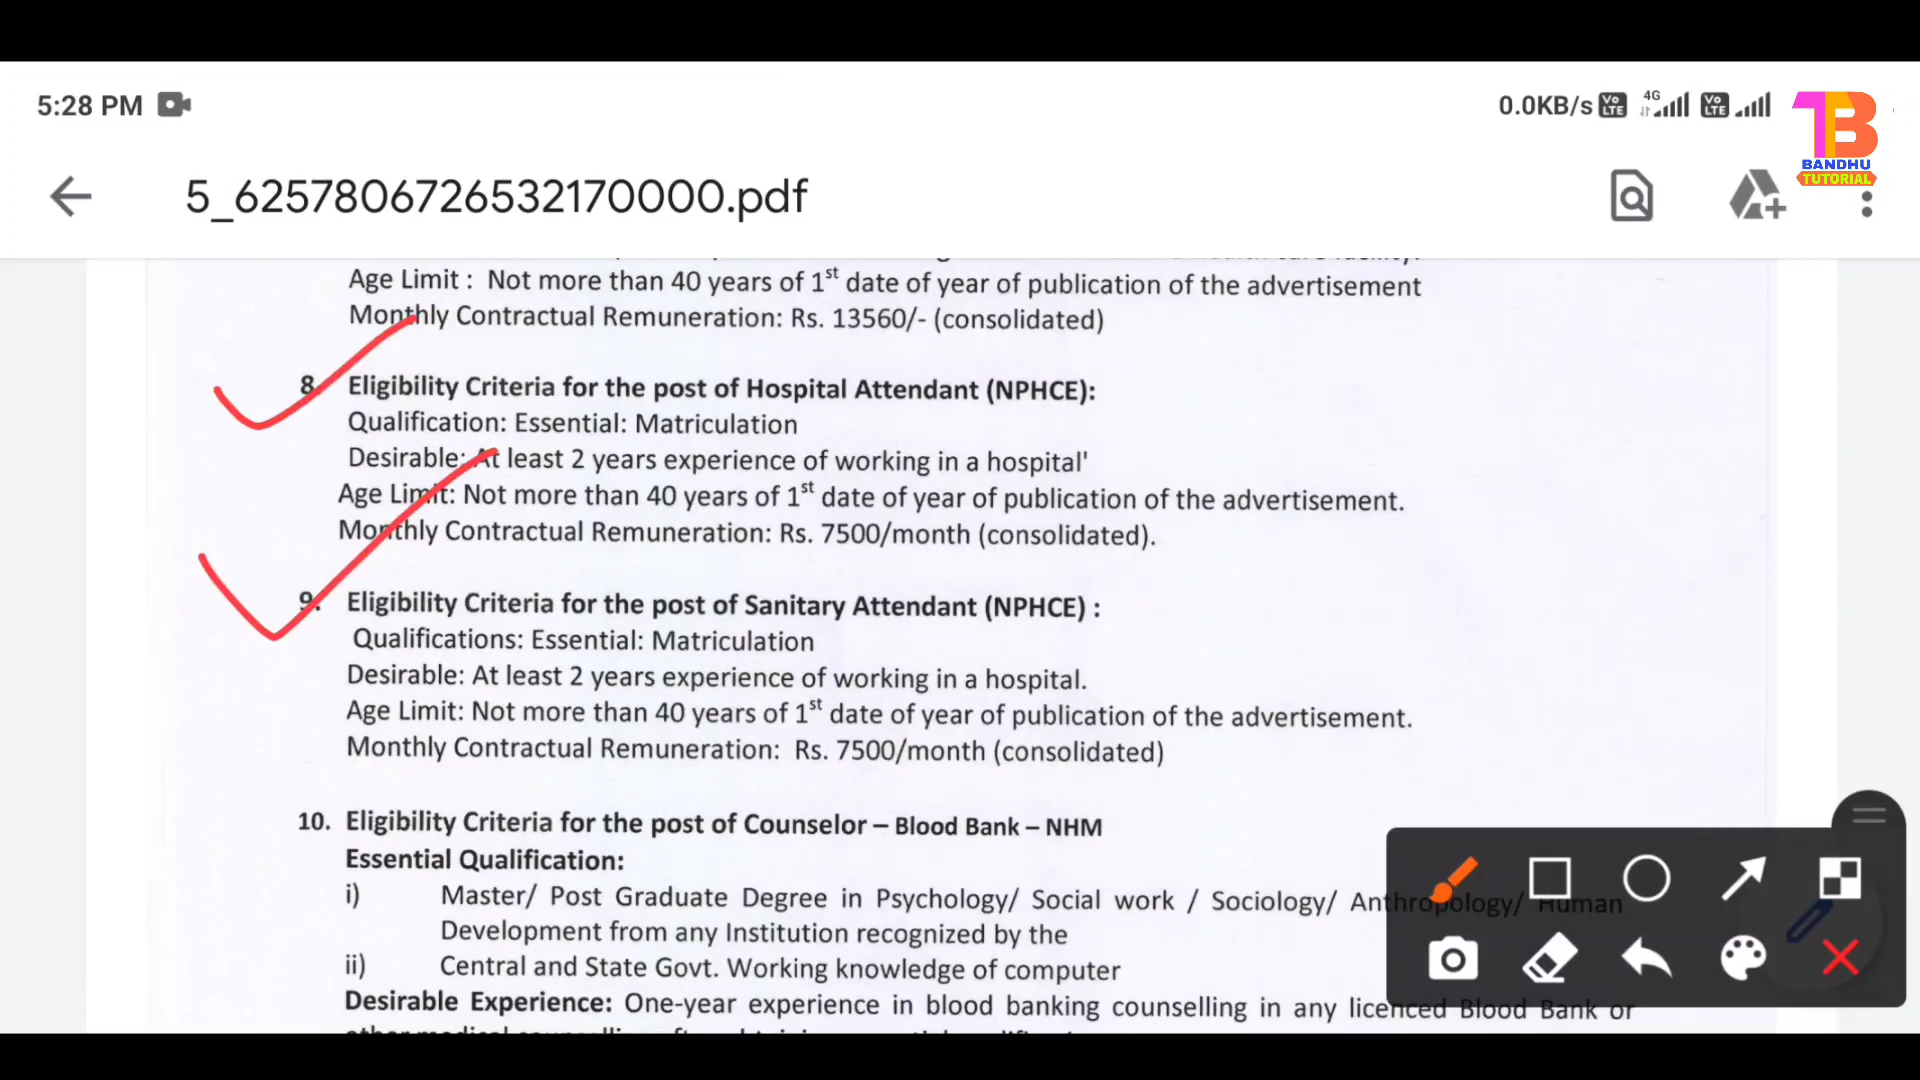 5:28 PM
0.0KB/s Vo LTE 4G Vo LTE
BANDHU
TUTORIAL
5_6257806726532170000.pdf
Age Limit : Not more than 40 years of 1st date of year of publication of the advertisement
Monthly Contractual Remuneration: Rs. 13560/- (consolidated)
8. Eligibility Criteria for the post of Hospital Attendant (NPHCE):
Qualification: Essential: Matriculation
Desirable: At least 2 years experience of working in a hospital'
Age Limit: Not more than 40 years of 1st date of year of publication of the advertisement.
Monthly Contractual Remuneration: Rs. 7500/month (consolidated).
9. Eligibility Criteria for the post of Sanitary Attendant (NPHCE) :
Qualifications: Essential: Matriculation
Desirable: At least 2 years experience of working in a hospital.
Age Limit: Not more than 40 years of 1st date of year of publication of the advertisement.
Monthly Contractual Remuneration: Rs. 7500/month (consolidated)
10. Eligibility Criteria for the post of Counselor – Blood Bank – NHM
Essential Qualification:
i) Master/ Post Graduate Degree in Psychology/ Social work / Sociology/ Anthropology/ Human
Development from any Institution recognized by the
ii) Central and State Govt. Working knowledge of computer
Desirable Experience: One-year experience in blood banking counselling in any licenced Blood Bank or